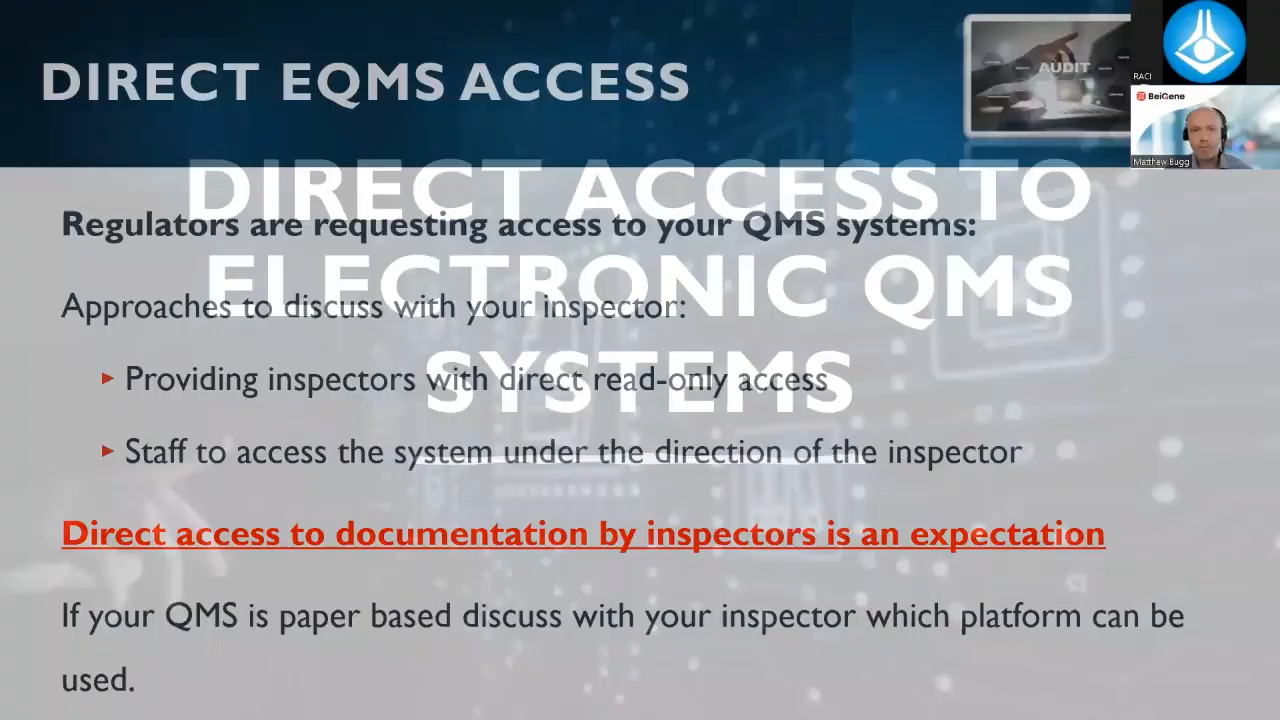 DIRECT EQMS ACCESS
AUDIT
RACI
BeiGene
Matthew Bugg
DIRECT ACCESS TO
ELECTRONIC QMS
SYSTEMS
Regulators are requesting access to your QMS systems:
Approaches to discuss with your inspector:
Providing inspectors with direct read-only access
Staff to access the system under the direction of the inspector
Direct access to documentation by inspectors is an expectation
If your QMS is paper based discuss with your inspector which platform can be
used.